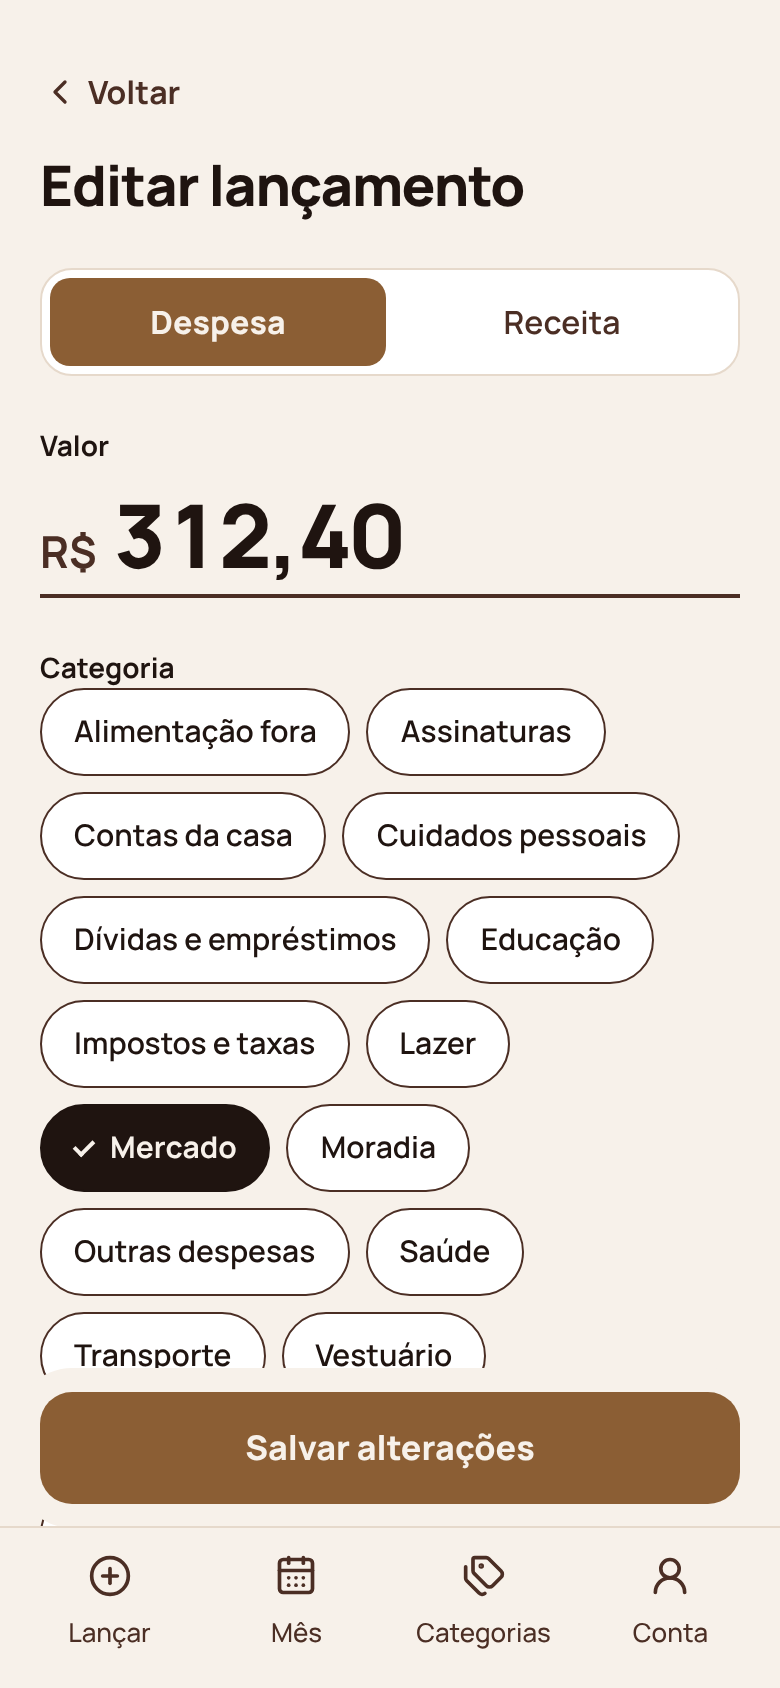 Voltar
Editar lançamento
Despesa Receita
Valor
R$ 312,40
Categoria
Alimentação fora Assinaturas
Contas da casa Cuidados pessoais
Dívidas e empréstimos Educação
Impostos e taxas Lazer
Mercado Moradia
Outras despesas Saúde
Transporte Vestuário
Salvar alterações
Lançar Mês Categorias Conta